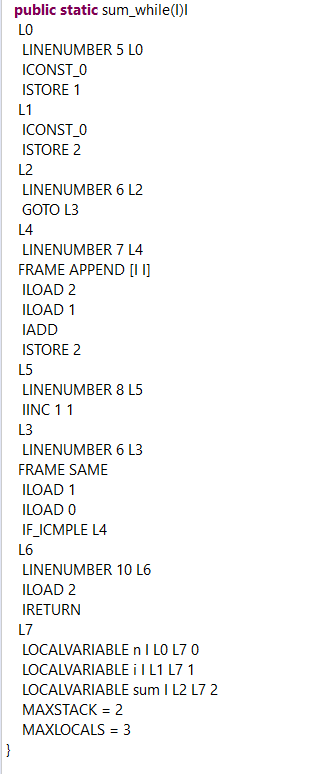 public static sum_while(I)I
L0
LINENUMBER 5 L0
ICONST_0
ISTORE 1
L1
ICONST_0
ISTORE 2
L2
LINENUMBER 6 L2
GOTO L3
L4
LINENUMBER 7 L4
FRAME APPEND [I I]
ILOAD 2
ILOAD 1
IADD
ISTORE 2
L5
LINENUMBER 8 L5
IINC 1 1
L3
LINENUMBER 6 L3
FRAME SAME
ILOAD 1
ILOAD 0
IF_ICMPLE L4
L6
LINENUMBER 10 L6
ILOAD 2
IRETURN
L7
LOCALVARIABLE n I L0 L7 0
LOCALVARIABLE i I L1 L7 1
LOCALVARIABLE sum I L2 L7 2
MAXSTACK = 2
MAXLOCALS = 3
}